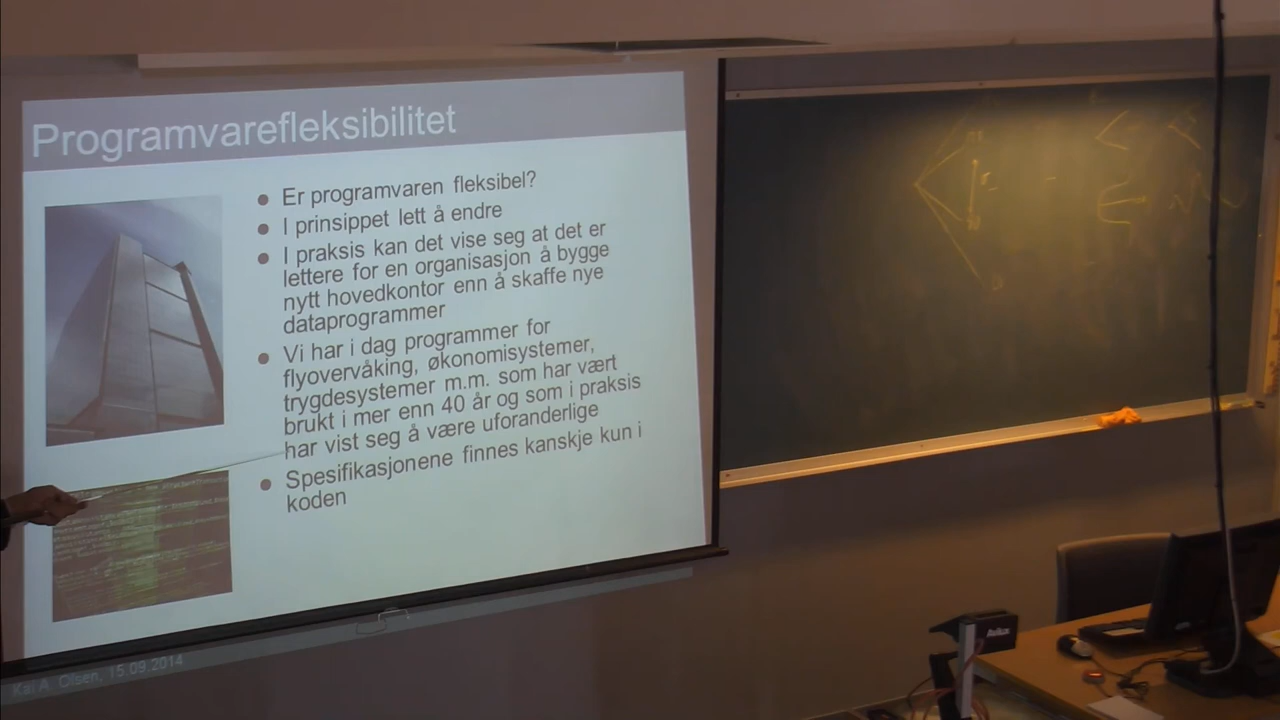 Programvarefleksibilitet
Er programvaren fleksibel?
I prinsippet lett å endre
I praksis kan det vise seg at det er
lettere for en organisasjon å bygge
nytt hovedkontor enn å skaffe nye
dataprogrammer
Vi har i dag programmer for
flyovervåking, økonomisystemer,
trygdesystemer m.m. som har vært
brukt i mer enn 40 år og som i praksis
har vist seg å være uforanderlige
Spesifikasjonene finnes kanskje kun i
koden
Kai A. Olsen, 15.09.2014